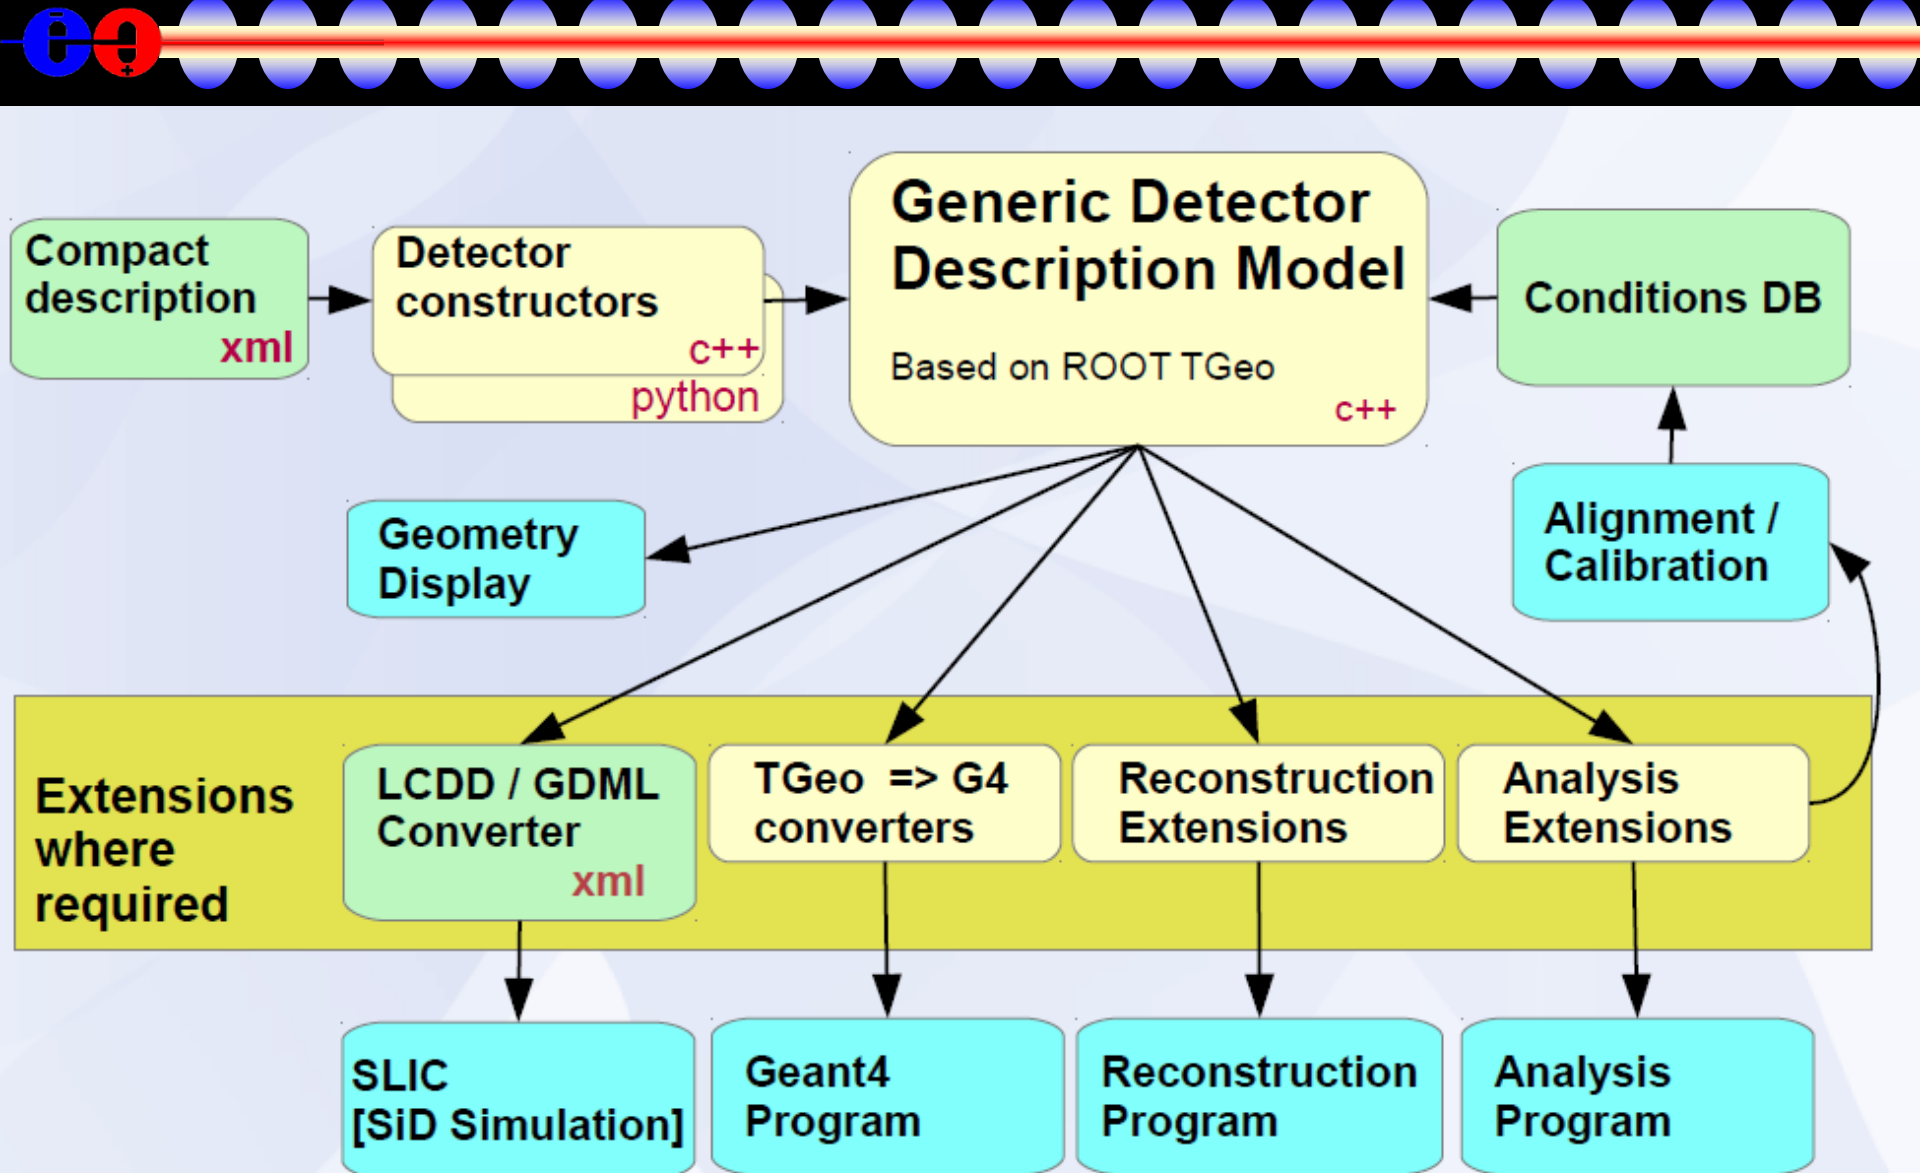 Compact
description
xml
Detector
constructors
c++
python
Generic Detector
Description Model
Based on ROOT TGeo
c++
Conditions DB
Geometry
Display
Alignment /
Calibration
Extensions
where
required
LCDD / GDML
Converter
xml
TGeo => G4
converters
Reconstruction
Extensions
Analysis
Extensions
SLIC
[SiD Simulation]
Geant4
Program
Reconstruction
Program
Analysis
Program